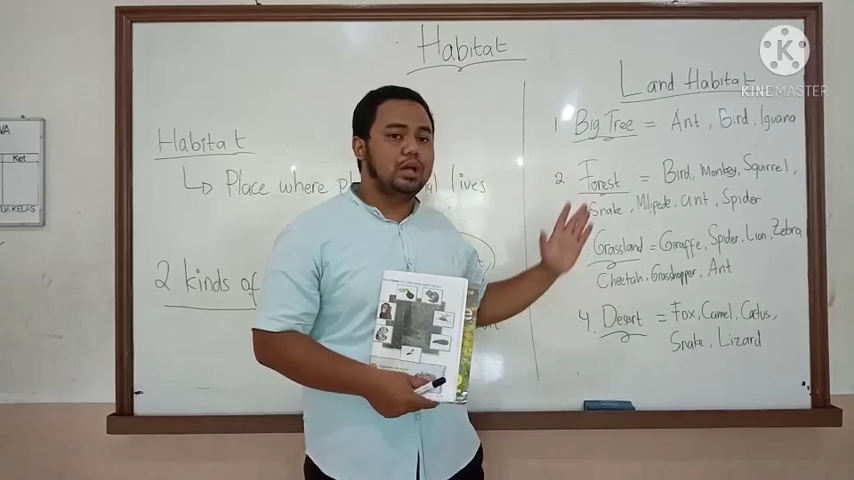 Habitat
Habitat
Place where
al lives
2 kinds of
Land Habitat
1 Big Tree = Ant, Bird, Iguana
2 Forest = Bird, Monkey, Squirrel,
Snake, Milipede, ant, Spider
Grassland = Giraffe, Spider, Lion, Zebra,
Cheetah, Grasshopper, Ant
4. Desert = Fox, Camel, Cactus,
Snake, Lizard
KINEMASTER
Ket